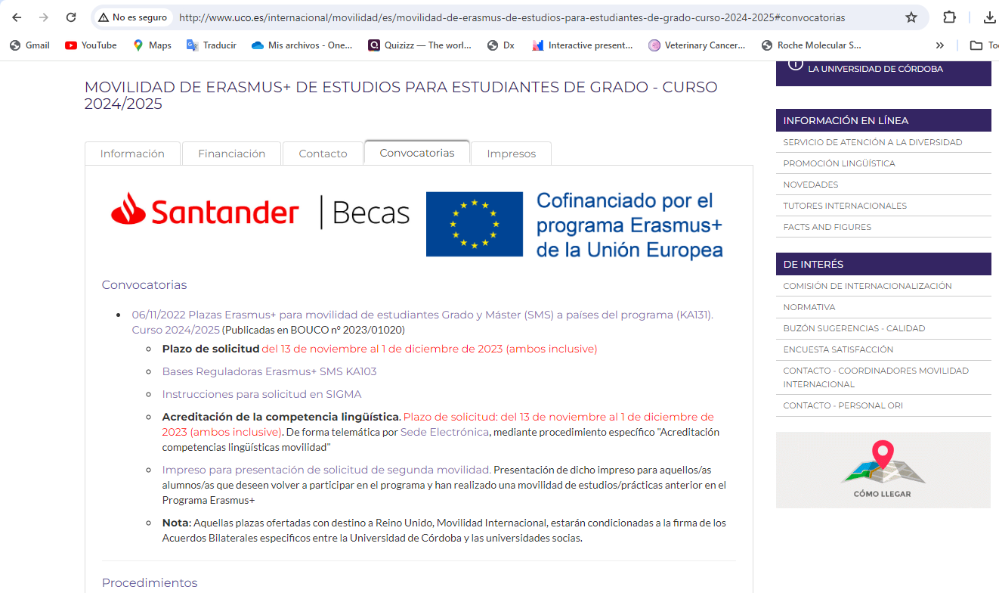 No es seguro
http://www.uco.es/internacional/movilidad/es/movilidad-de-erasmus-de-estudios-para-estudiantes-de-grado-curso-2024-2025#convocatorias
Gmail
YouTube
Maps
Traducir
Mis archivos - One...
Quizizz — The worl...
Dx
Interactive present...
Veterinary Cancer...
Roche Molecular S...
»
MOVILIDAD DE ERASMUS+ DE ESTUDIOS PARA ESTUDIANTES DE GRADO - CURSO
2024/2025
Información
Financiación
Contacto
Convocatorias
Impresos
Santander | Becas
Cofinanciado por el
programa Erasmus+
de la Unión Europea
Convocatorias
06/11/2022 Plazas Erasmus+ para movilidad de estudiantes Grado y Máster (SMS) a países del programa (KA131).
Curso 2024/2025 (Publicadas en BOUCO nº 2023/01020)
Plazo de solicitud del 13 de noviembre al 1 de diciembre de 2023 (ambos inclusive)
Bases Reguladoras Erasmus+ SMS KA103
Instrucciones para solicitud en SIGMA
Acreditación de la competencia lingüística. Plazo de solicitud: del 13 de noviembre al 1 de diciembre de
2023 (ambos inclusive). De forma telemática por Sede Electrónica, mediante procedimiento específico "Acreditación
competencias lingüísticas movilidad"
Impreso para presentación de solicitud de segunda movilidad. Presentación de dicho impreso para aquellos/as
alumnos/as que deseen volver a participar en el programa y han realizado una movilidad de estudios/prácticas anterior en el
Programa Erasmus+
Nota: Aquellas plazas ofertadas con destino a Reino Unido, Movilidad Internacional, estarán condicionadas a la firma de los
Acuerdos Bilaterales especificos entre la Universidad de Córdoba y las universidades socias.
Procedimientos
LA UNIVERSIDAD DE CÓRDOBA
INFORMACIÓN EN LÍNEA
SERVICIO DE ATENCIÓN A LA DIVERSIDAD
PROMOCIÓN LINGÜÍSTICA
NOVEDADES
TUTORES INTERNACIONALES
FACTS AND FIGURES
DE INTERÉS
COMISIÓN DE INTERNACIONALIZACIÓN
NORMATIVA
BUZÓN SUGERENCIAS - CALIDAD
ENCUESTA SATISFACCIÓN
CONTACTO - COORDINADORES MOVILIDAD
INTERNACIONAL
CONTACTO - PERSONAL ORI
CÓMO LLEGAR